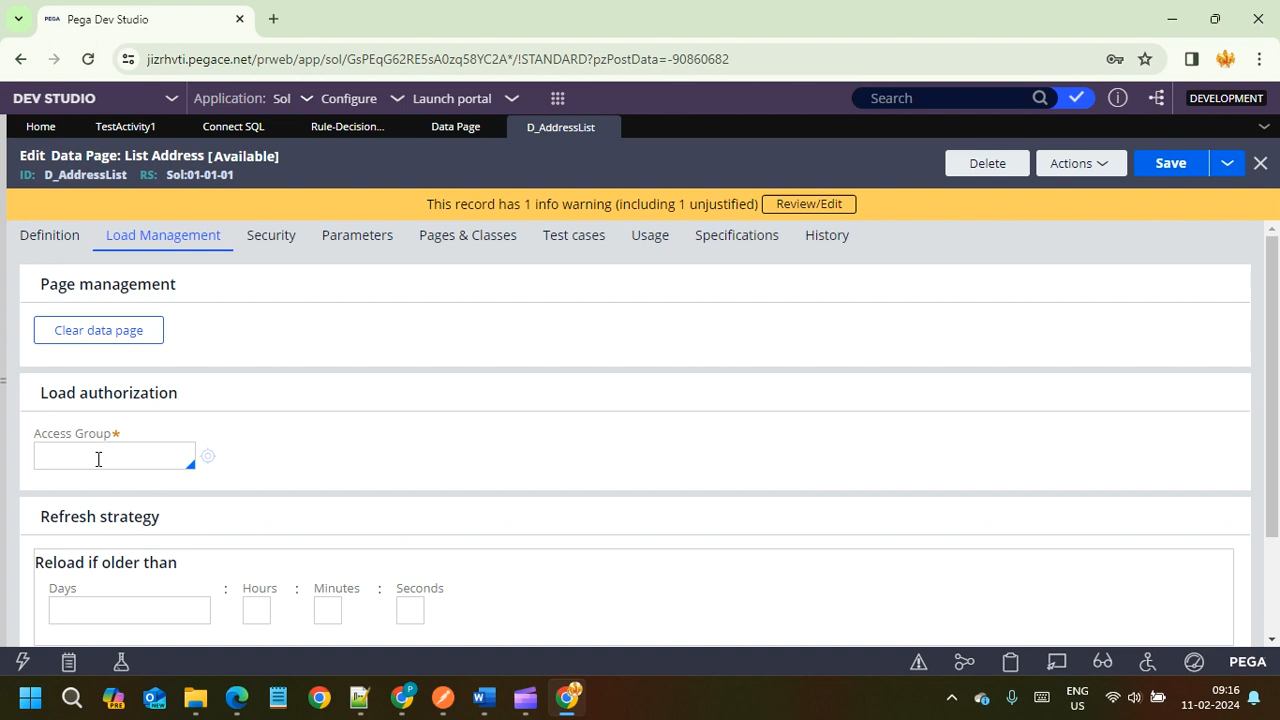 PEGA Pega Dev Studio
jizrhvti.pegace.net/prweb/app/sol/GsPEqG62RE5sA0zq58YC2A*/!STANDARD?pzPostData=-90860682
DEV STUDIO Application: Sol Configure Launch portal Search DEVELOPMENT
Home TestActivity1 Connect SQL Rule-Decision... Data Page D_AddressList
Edit Data Page: List Address [Available]
ID: D_AddressList RS: Sol:01-01-01
Delete Actions Save
This record has 1 info warning (including 1 unjustified) Review/Edit
Definition Load Management Security Parameters Pages & Classes Test cases Usage Specifications History
Page management
Clear data page
Load authorization
Access Group*
Refresh strategy
Reload if older than
Days : Hours : Minutes : Seconds
PEGA
PRE NEW ENG 09:16
US 11-02-2024